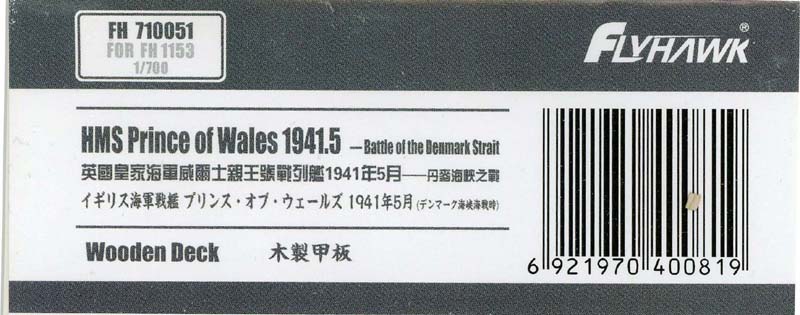 FH 710051
FOR FH 1153
1/700
FLYHAWK®
HMS Prince of Wales 1941.5 —Battle of the Denmark Strait
英國皇家海軍威爾士親王號戰列艦1941年5月——丹麥海峽之戰
イギリス海軍戦艦 プリンス・オブ・ウェールズ 1941年5月 (デンマーク海峡海戦時)
Wooden Deck 木製甲板
6 921970 400819